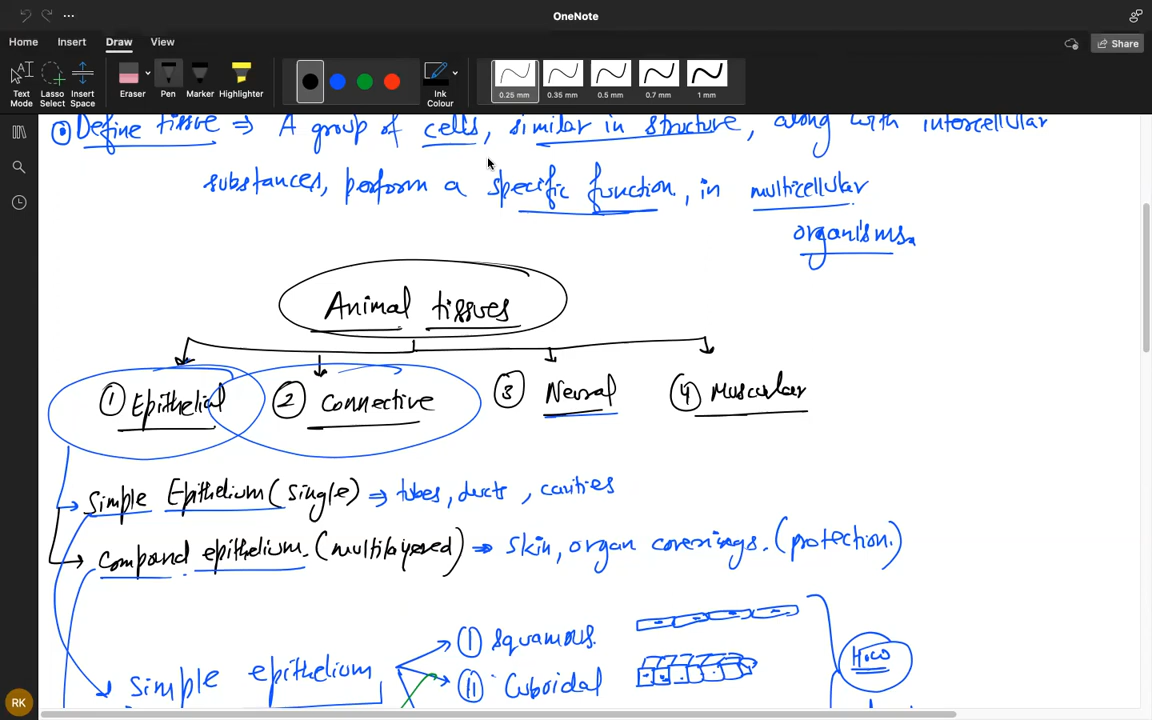 OneNote
Home Insert Draw View
Share
Text Mode
Lasso Select
Insert Space
Eraser
Pen
Marker
Highlighter
Ink Colour
0.25 mm
0.35 mm
0.5 mm
0.7 mm
1 mm
Define tissue ⇒ A group of cells, similar in structure, along with intercellular
substances, perform a specific function, in multicellular
organisms.
Animal tissues
① Epithelial ② Connective ③ Neural ④ Muscular
→ Simple Epithelium (single) ⇒ tubes, ducts, cavities
→ Compound epithelium. (multilayered) ⇒ skin, organ coverings. (protection.)
Simple epithelium
(i) squamous.
(ii) Cuboidal
RK